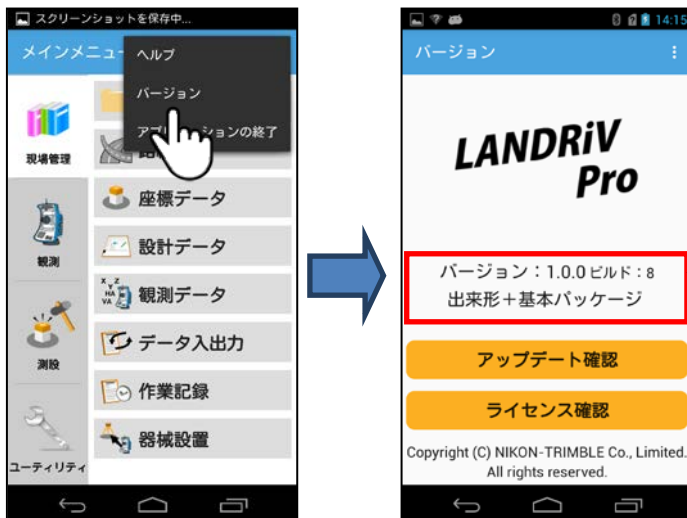 スクリーンショットを保存中...
メインメニュー
ヘルプ
バージョン
アプリ ションの終了
現場管理
観測
測設
ユーティリティ
座標データ
設計データ
X Y Z
HA
VA
観測データ
データ入出力
作業記録
器械設置
14:15
バージョン
LANDRiV
Pro
バージョン：1.0.0 ビルド：8
出来形＋基本パッケージ
アップデート確認
ライセンス確認
Copyright (C) NIKON-TRIMBLE Co., Limited.
All rights reserved.